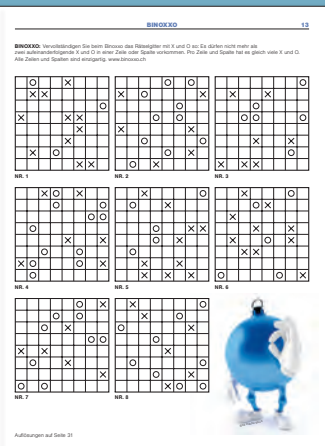 BINOXXO 13
BINOXXO: Vervollständigen Sie beim Binoxxo das Rätselgitter mit X und O so: Es dürfen nicht mehr als
zwei aufeinanderfolgende X und O in einer Zeile oder Spalte vorkommen. Pro Zeile und Spalte hat es gleich viele X und O.
Alle Zeilen und Spalten sind einzigartig. www.binoxxo.ch
NR. 1 NR. 2 NR. 3
NR. 4 NR. 5 NR. 6
NR. 7 NR. 8
Auflösungen auf Seite 31